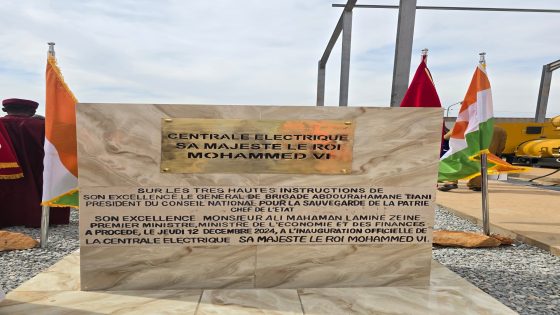 CENTRALE ELECTRIQUE
SA MAJESTE LE ROI
MOHAMMED VI
SUR LES TRES HAUTES INSTRUCTIONS DE
SON EXCELLENCE LE GENERAL DE BRIGADE ABDOURAHAMANE TIANI
PRESIDENT DU CONSEIL NATIONAL POUR LA SAUVEGARDE DE LA PATRIE
CHEF DE L'ETAT
SON EXCELLENCE MONSIEUR ALI MAHAMAN LAMINE ZEINE
PREMIER MINISTRE, MINISTRE DE L'ECONOMIE ET DES FINANCES
A PROCEDE, LE JEUDI 12 DECEMBRE 2024, A L'INAUGURATION OFFICIELLE DE
LA CENTRALE ELECTRIQUE SA MAJESTE LE ROI MOHAMMED VI.